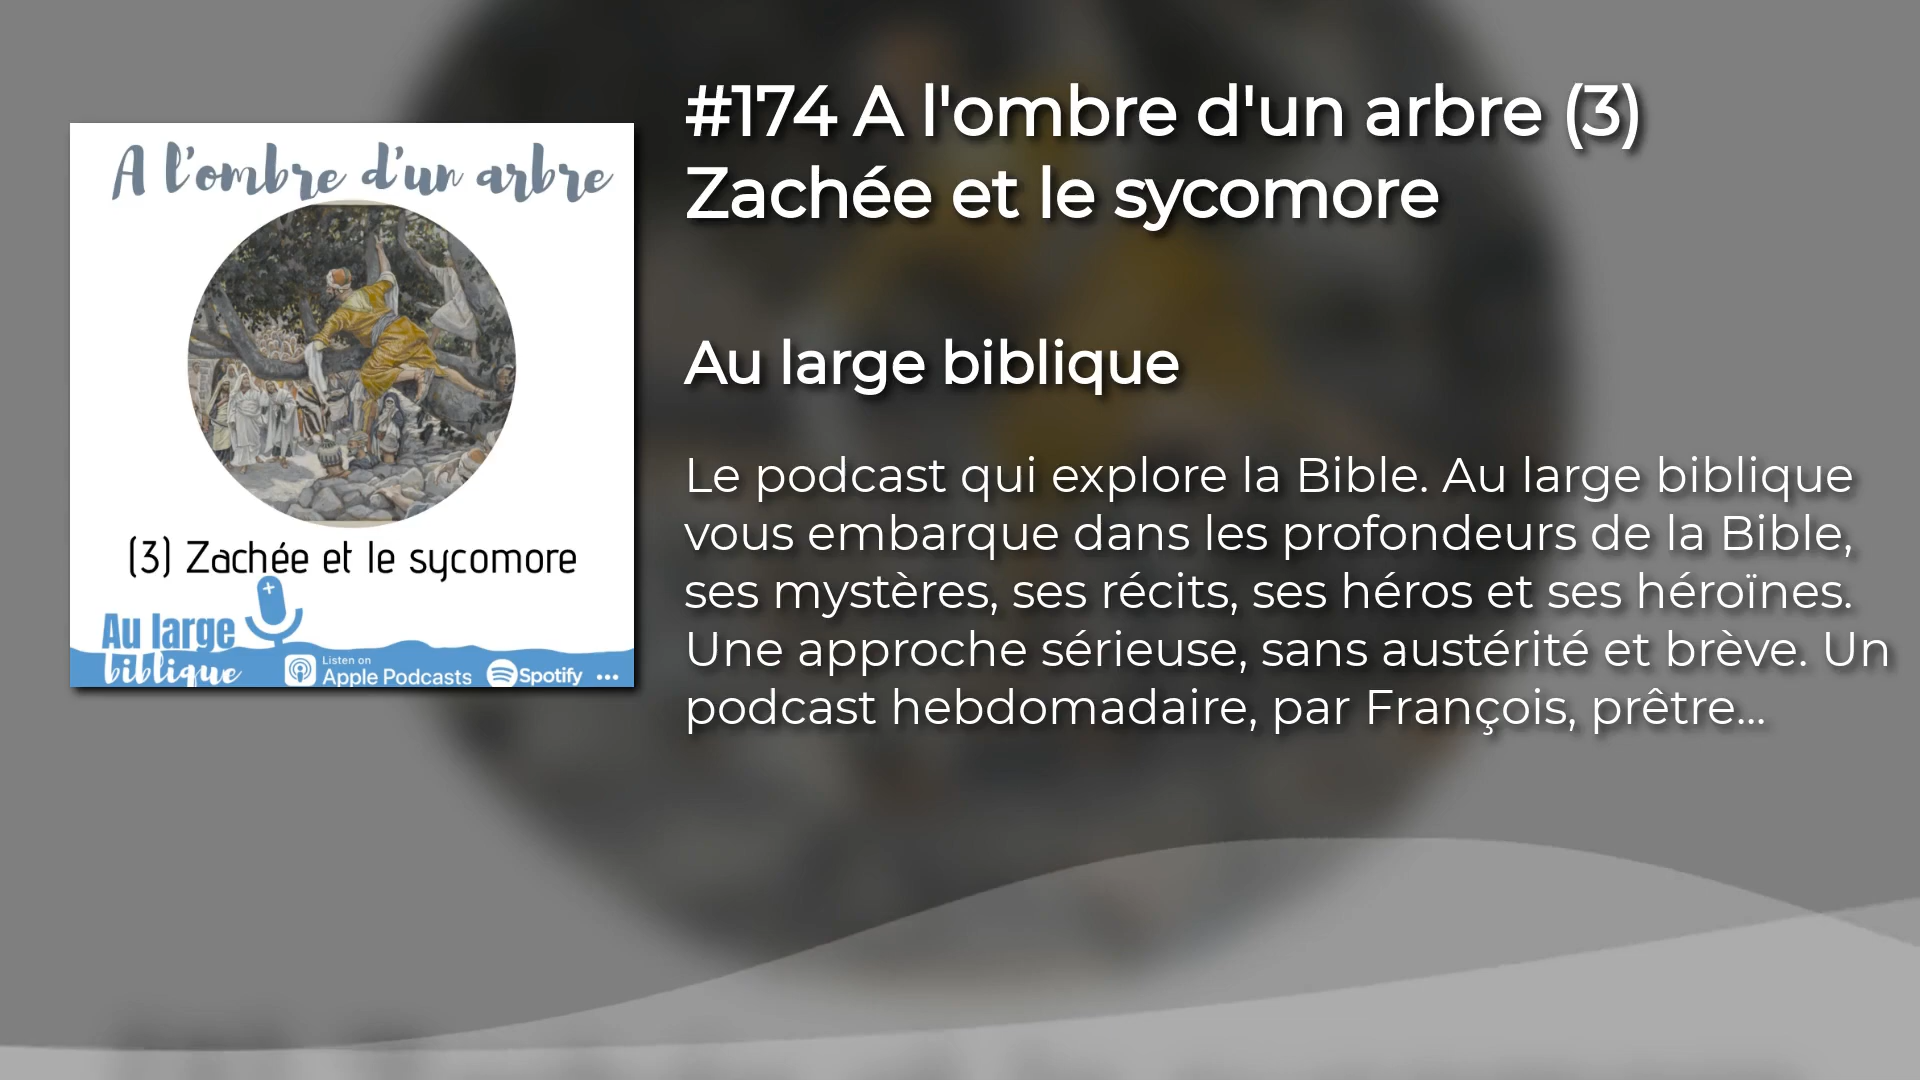 A l'ombre d'un arbre
(3) Zachée et le sycomore
Au large
biblique
Listen on
Apple Podcasts
Spotify
...
#174 A l'ombre d'un arbre (3)
Zachée et le sycomore
Au large biblique
Le podcast qui explore la Bible. Au large biblique
vous embarque dans les profondeurs de la Bible,
ses mystères, ses récits, ses héros et ses héroïnes.
Une approche sérieuse, sans austérité et brève. Un
podcast hebdomadaire, par François, prêtre...